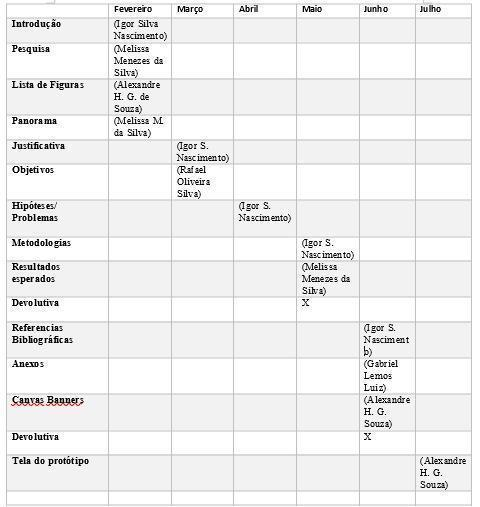 Fevereiro Março Abril Maio Junho Julho
Introdução (Igor Silva
Nascimento)
Pesquisa (Melissa
Menezes da
Silva)
Lista de Figuras (Alexandre
H. G. de
Souza)
Panorama (Melissa M.
da Silva)
Justificativa (Igor S.
Nascimento)
Objetivos (Rafael
Oliveira
Silva)
Hipóteses/ (Igor S.
Problemas Nascimento)
Metodologias (Igor S.
Nascimento)
Resultados (Melissa
esperados Menezes da
Silva)
Devolutiva X
Referencias (Igor S.
Bibliográficas Nasciment
o)
Anexos (Gabriel
Lemos
Luiz)
Canvas Banners (Alexandre
H. G.
Souza)
Devolutiva X
Tela do protótipo (Alexandre
H. G.
Souza)